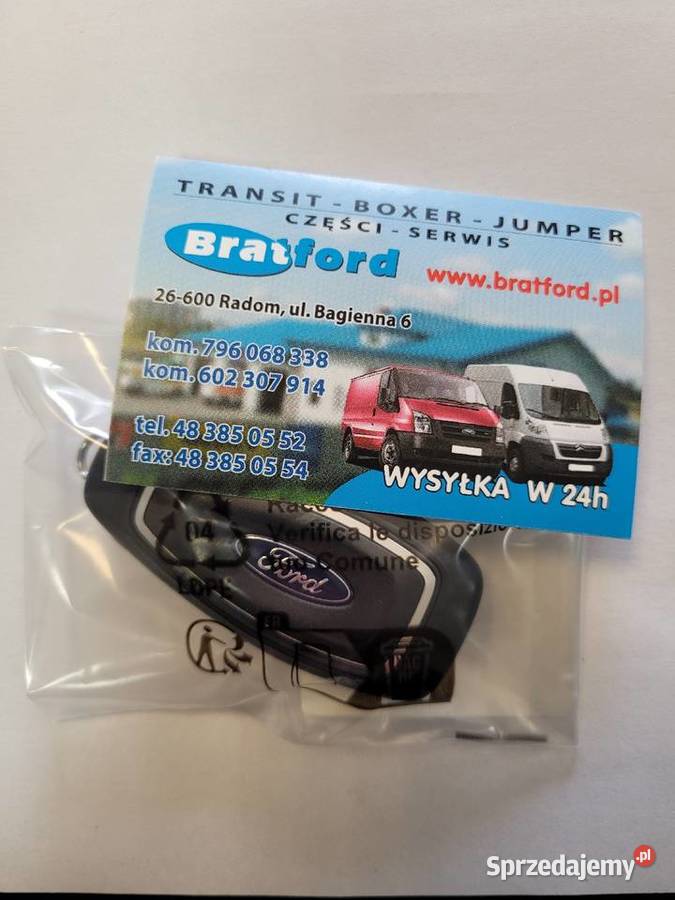 TRANSIT - BOXER - JUMPER
CZĘŚCI - SERWIS
Bratford
www.bratford.pl
26-600 Radom, ul. Bagienna 6
kom. 796 068 338
kom. 602 307 914
tel. 48 385 05 52
fax: 48 385 05 54
WYSYŁKA W 24h
Verifica le disposizio
Comune
04
LDPE
Ford
FR
Sprzedajemy.pl